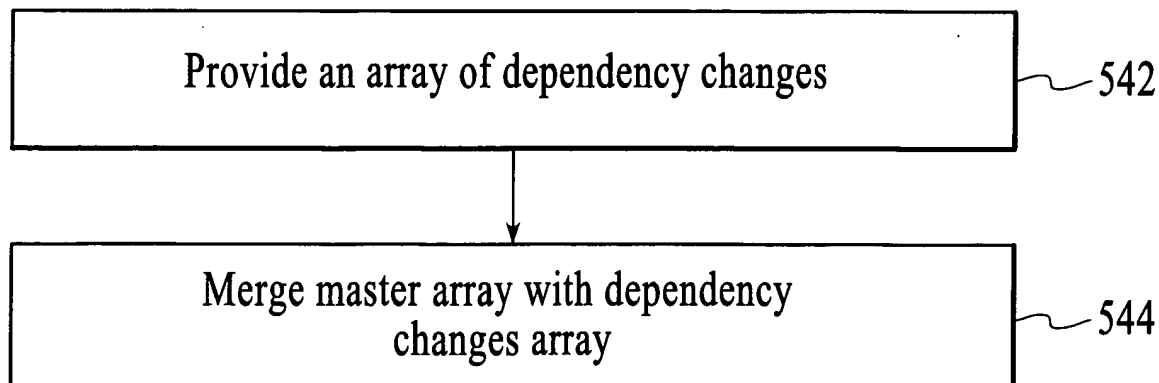 Provide an array of dependency changes
542
Merge master array with dependency
changes array
544